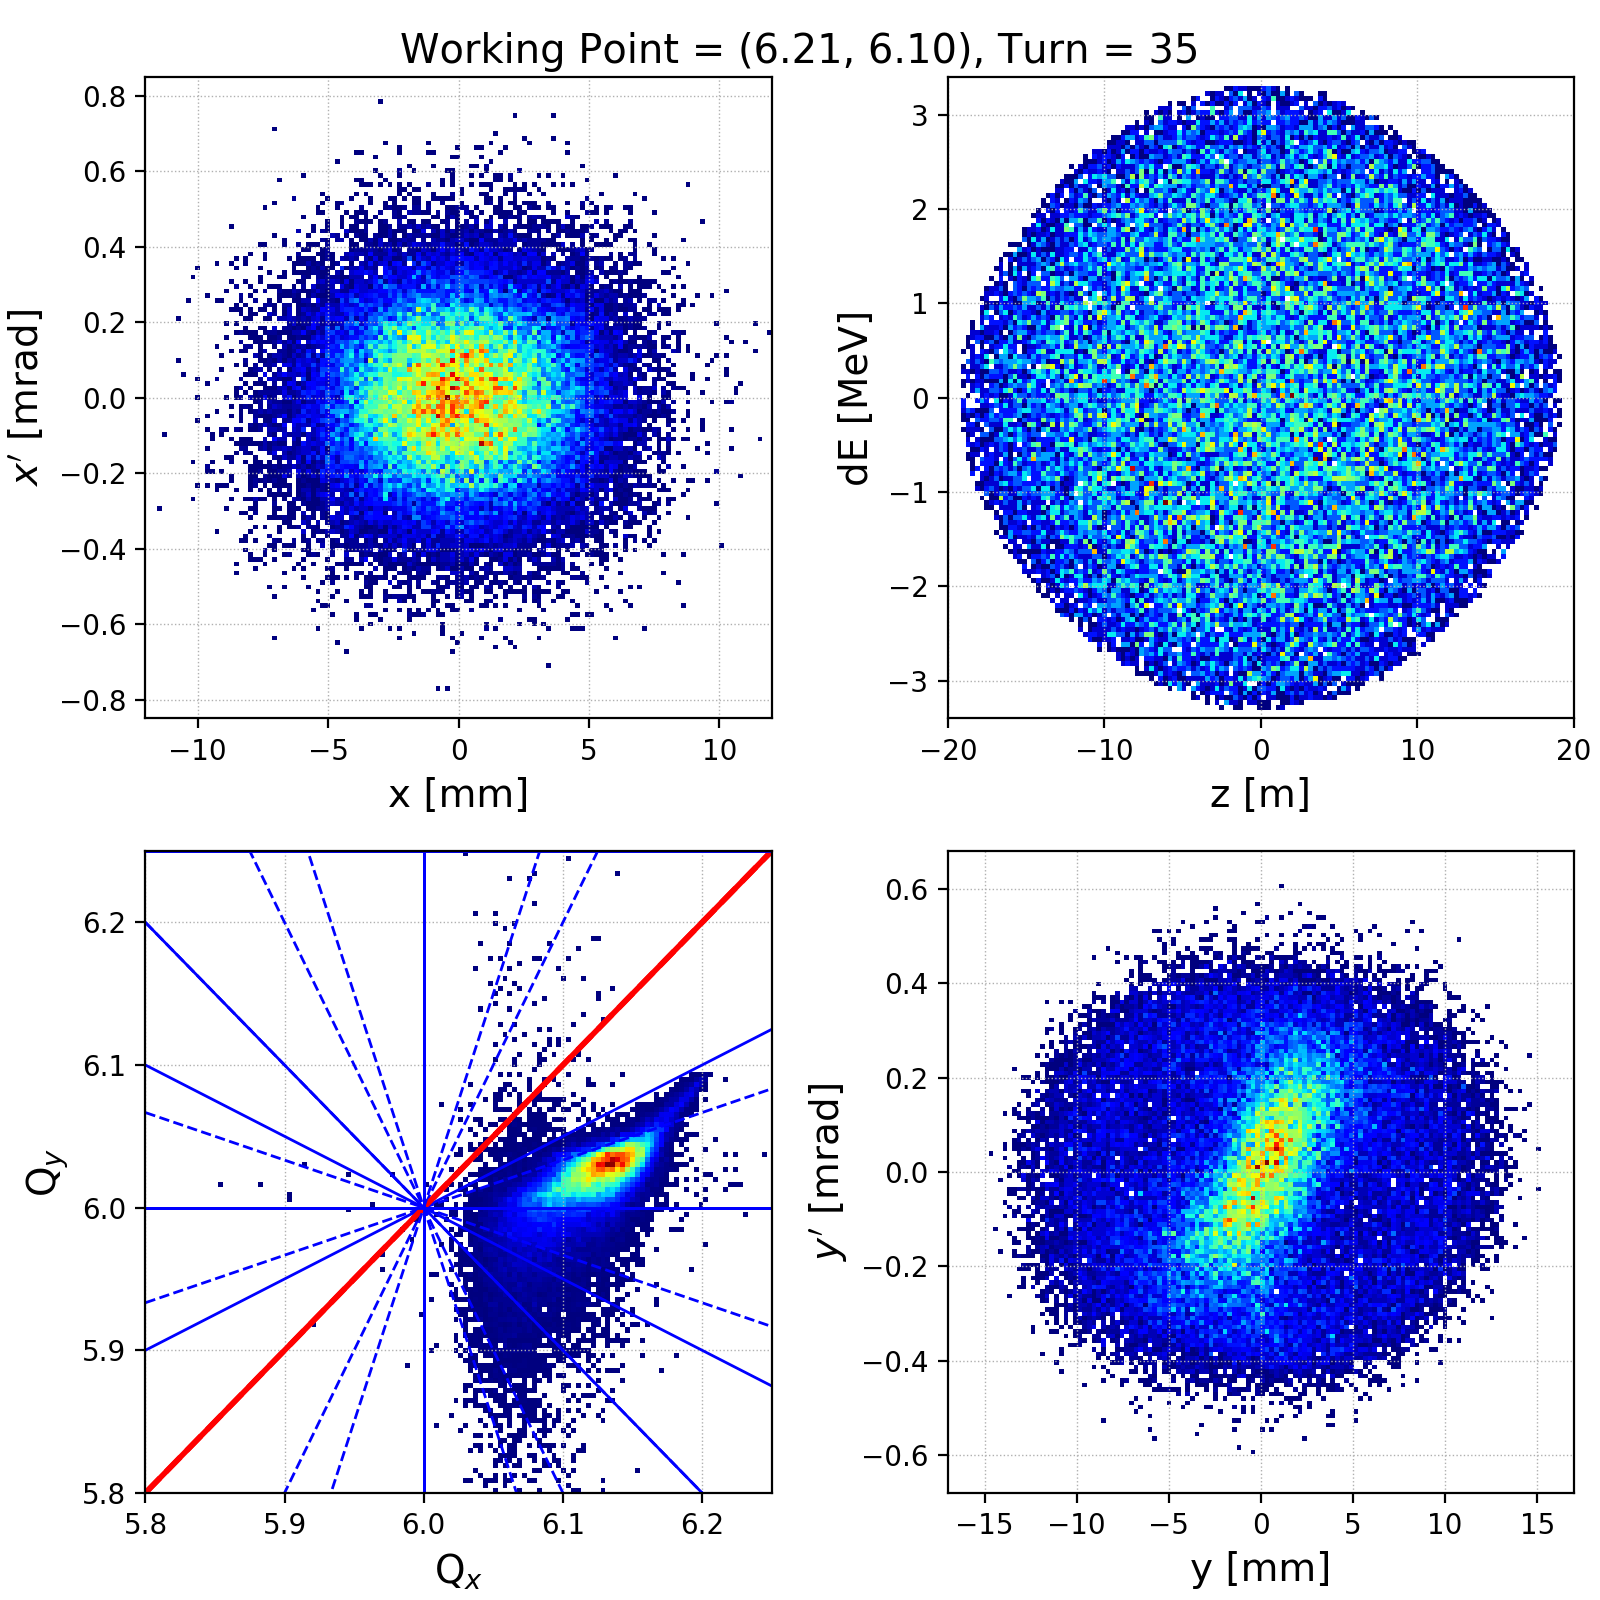 Working Point = (6.21, 6.10), Turn = 35
0.8
0.6
0.4
0.2
0.0
−0.2
−0.4
−0.6
−0.8
x′ [mrad]
−10 −5 0 5 10
x [mm]
3
2
1
0
−1
−2
−3
dE [MeV]
−20 −10 0 10 20
z [m]
6.2
6.1
6.0
5.9
5.8
Qy
5.8 5.9 6.0 6.1 6.2
Qx
0.6
0.4
0.2
0.0
−0.2
−0.4
−0.6
y′ [mrad]
−15 −10 −5 0 5 10 15
y [mm]